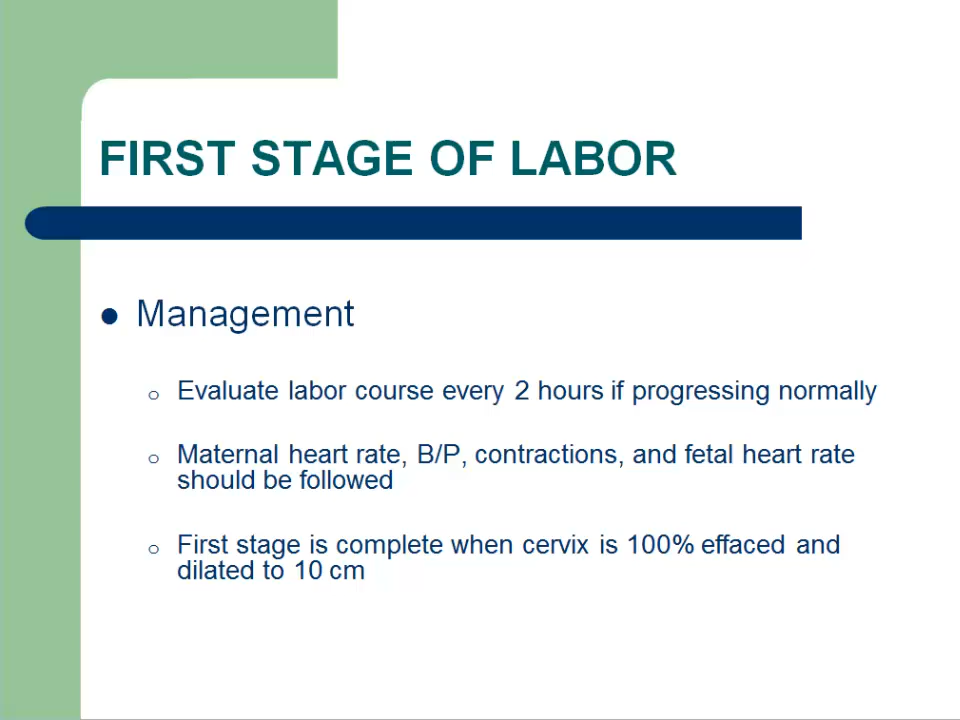 FIRST STAGE OF LABOR
Management
Evaluate labor course every 2 hours if progressing normally
Maternal heart rate, B/P, contractions, and fetal heart rate
should be followed
First stage is complete when cervix is 100% effaced and
dilated to 10 cm